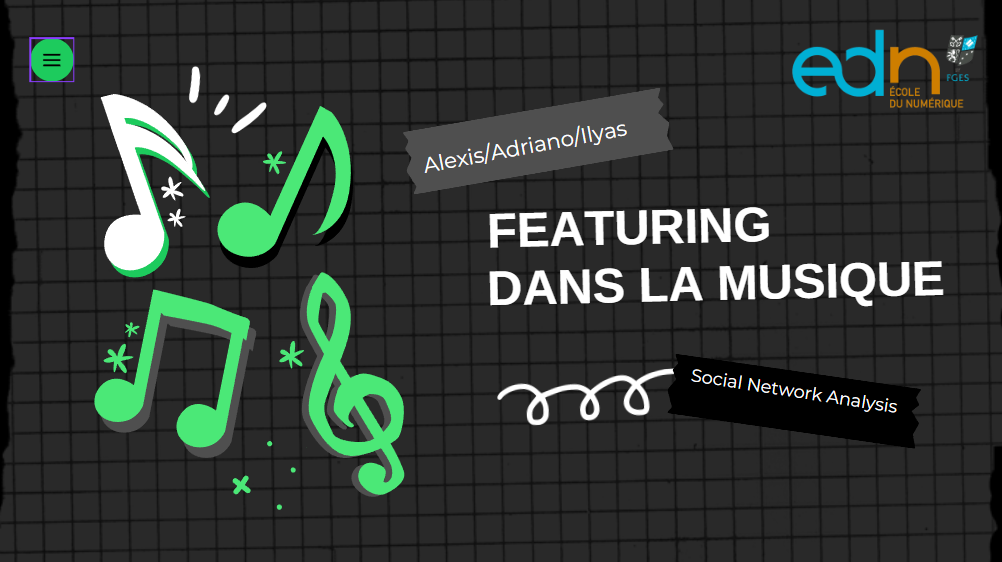 edn
FGES
ÉCOLE
DU NUMÉRIQUE
Alexis/Adriano/Ilyas
FEATURING
DANS LA MUSIQUE
Social Network Analysis